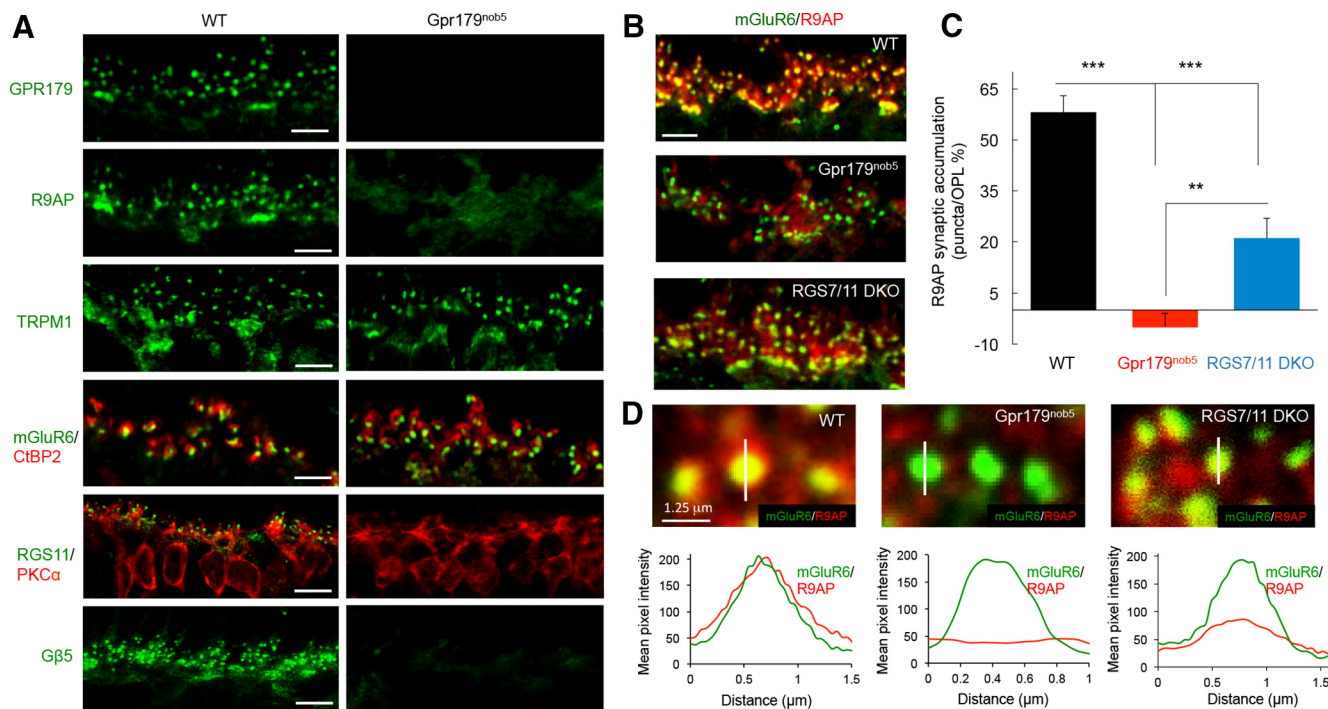 A
WT
Gpr179nob5
GPR179
R9AP
TRPM1
mGluR6/
CtBP2
RGS11/
PKCα
Gβ5
B
mGluR6/R9AP
WT
Gpr179nob5
RGS7/11 DKO
C
R9AP synaptic accumulation
(puncta/OPL %)
65
50
35
20
5
-10
***
***
**
WT
Gpr179nob5
RGS7/11 DKO
D
WT
1.25 µm
mGluR6/R9AP
Gpr179nob5
mGluR6/R9AP
RGS7/11 DKO
mGluR6/R9AP
Mean pixel intensity
200
150
100
50
0
mGluR6/
R9AP
0
0.5
1
1.5
Distance (µm)
Mean pixel intensity
200
150
100
50
0
mGluR6/
R9AP
0
0.2
0.4
0.6
0.8
1
Distance (µm)
Mean pixel intensity
250
200
150
100
50
0
mGluR6/
R9AP
0
0.5
1
1.5
Distance (µm)